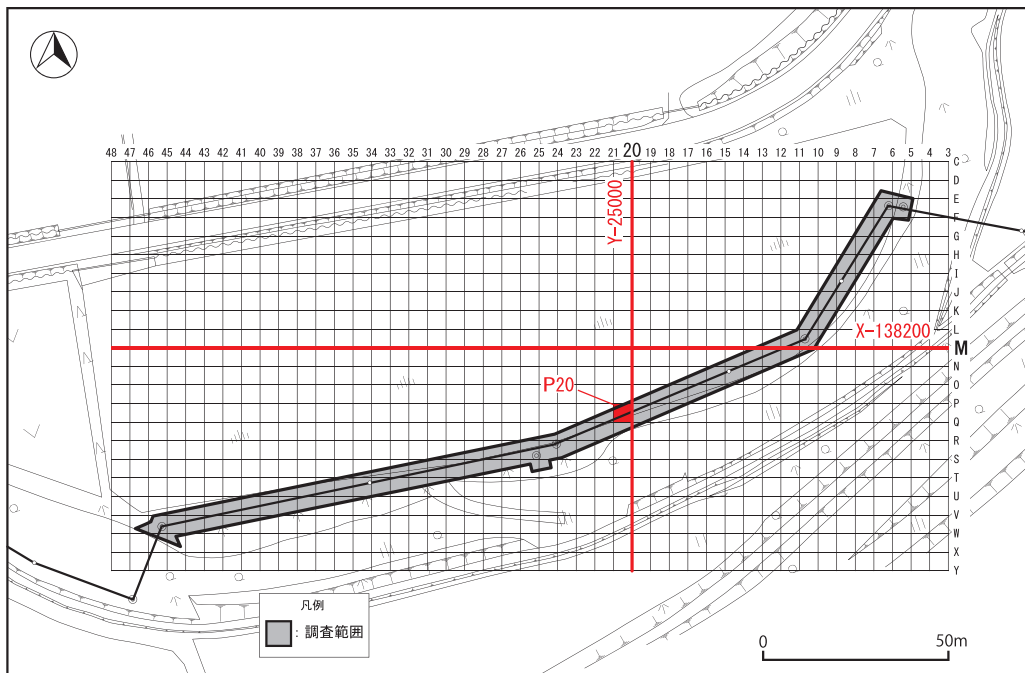 48 47 46 45 44 43 42 41 40 39 38 37 36 35 34 33 32 31 30 29 28 27 26 25 24 23 22 21 20 19 18 17 16 15 14 13 12 11 10 9 8 7 6 5 4 3
C
D
E
F
G
H
I
J
K
L
M
N
O
P
Q
R
S
T
U
V
W
X
Y
Y-25000
X-138200
P20
凡例
：調査範囲
0 50m